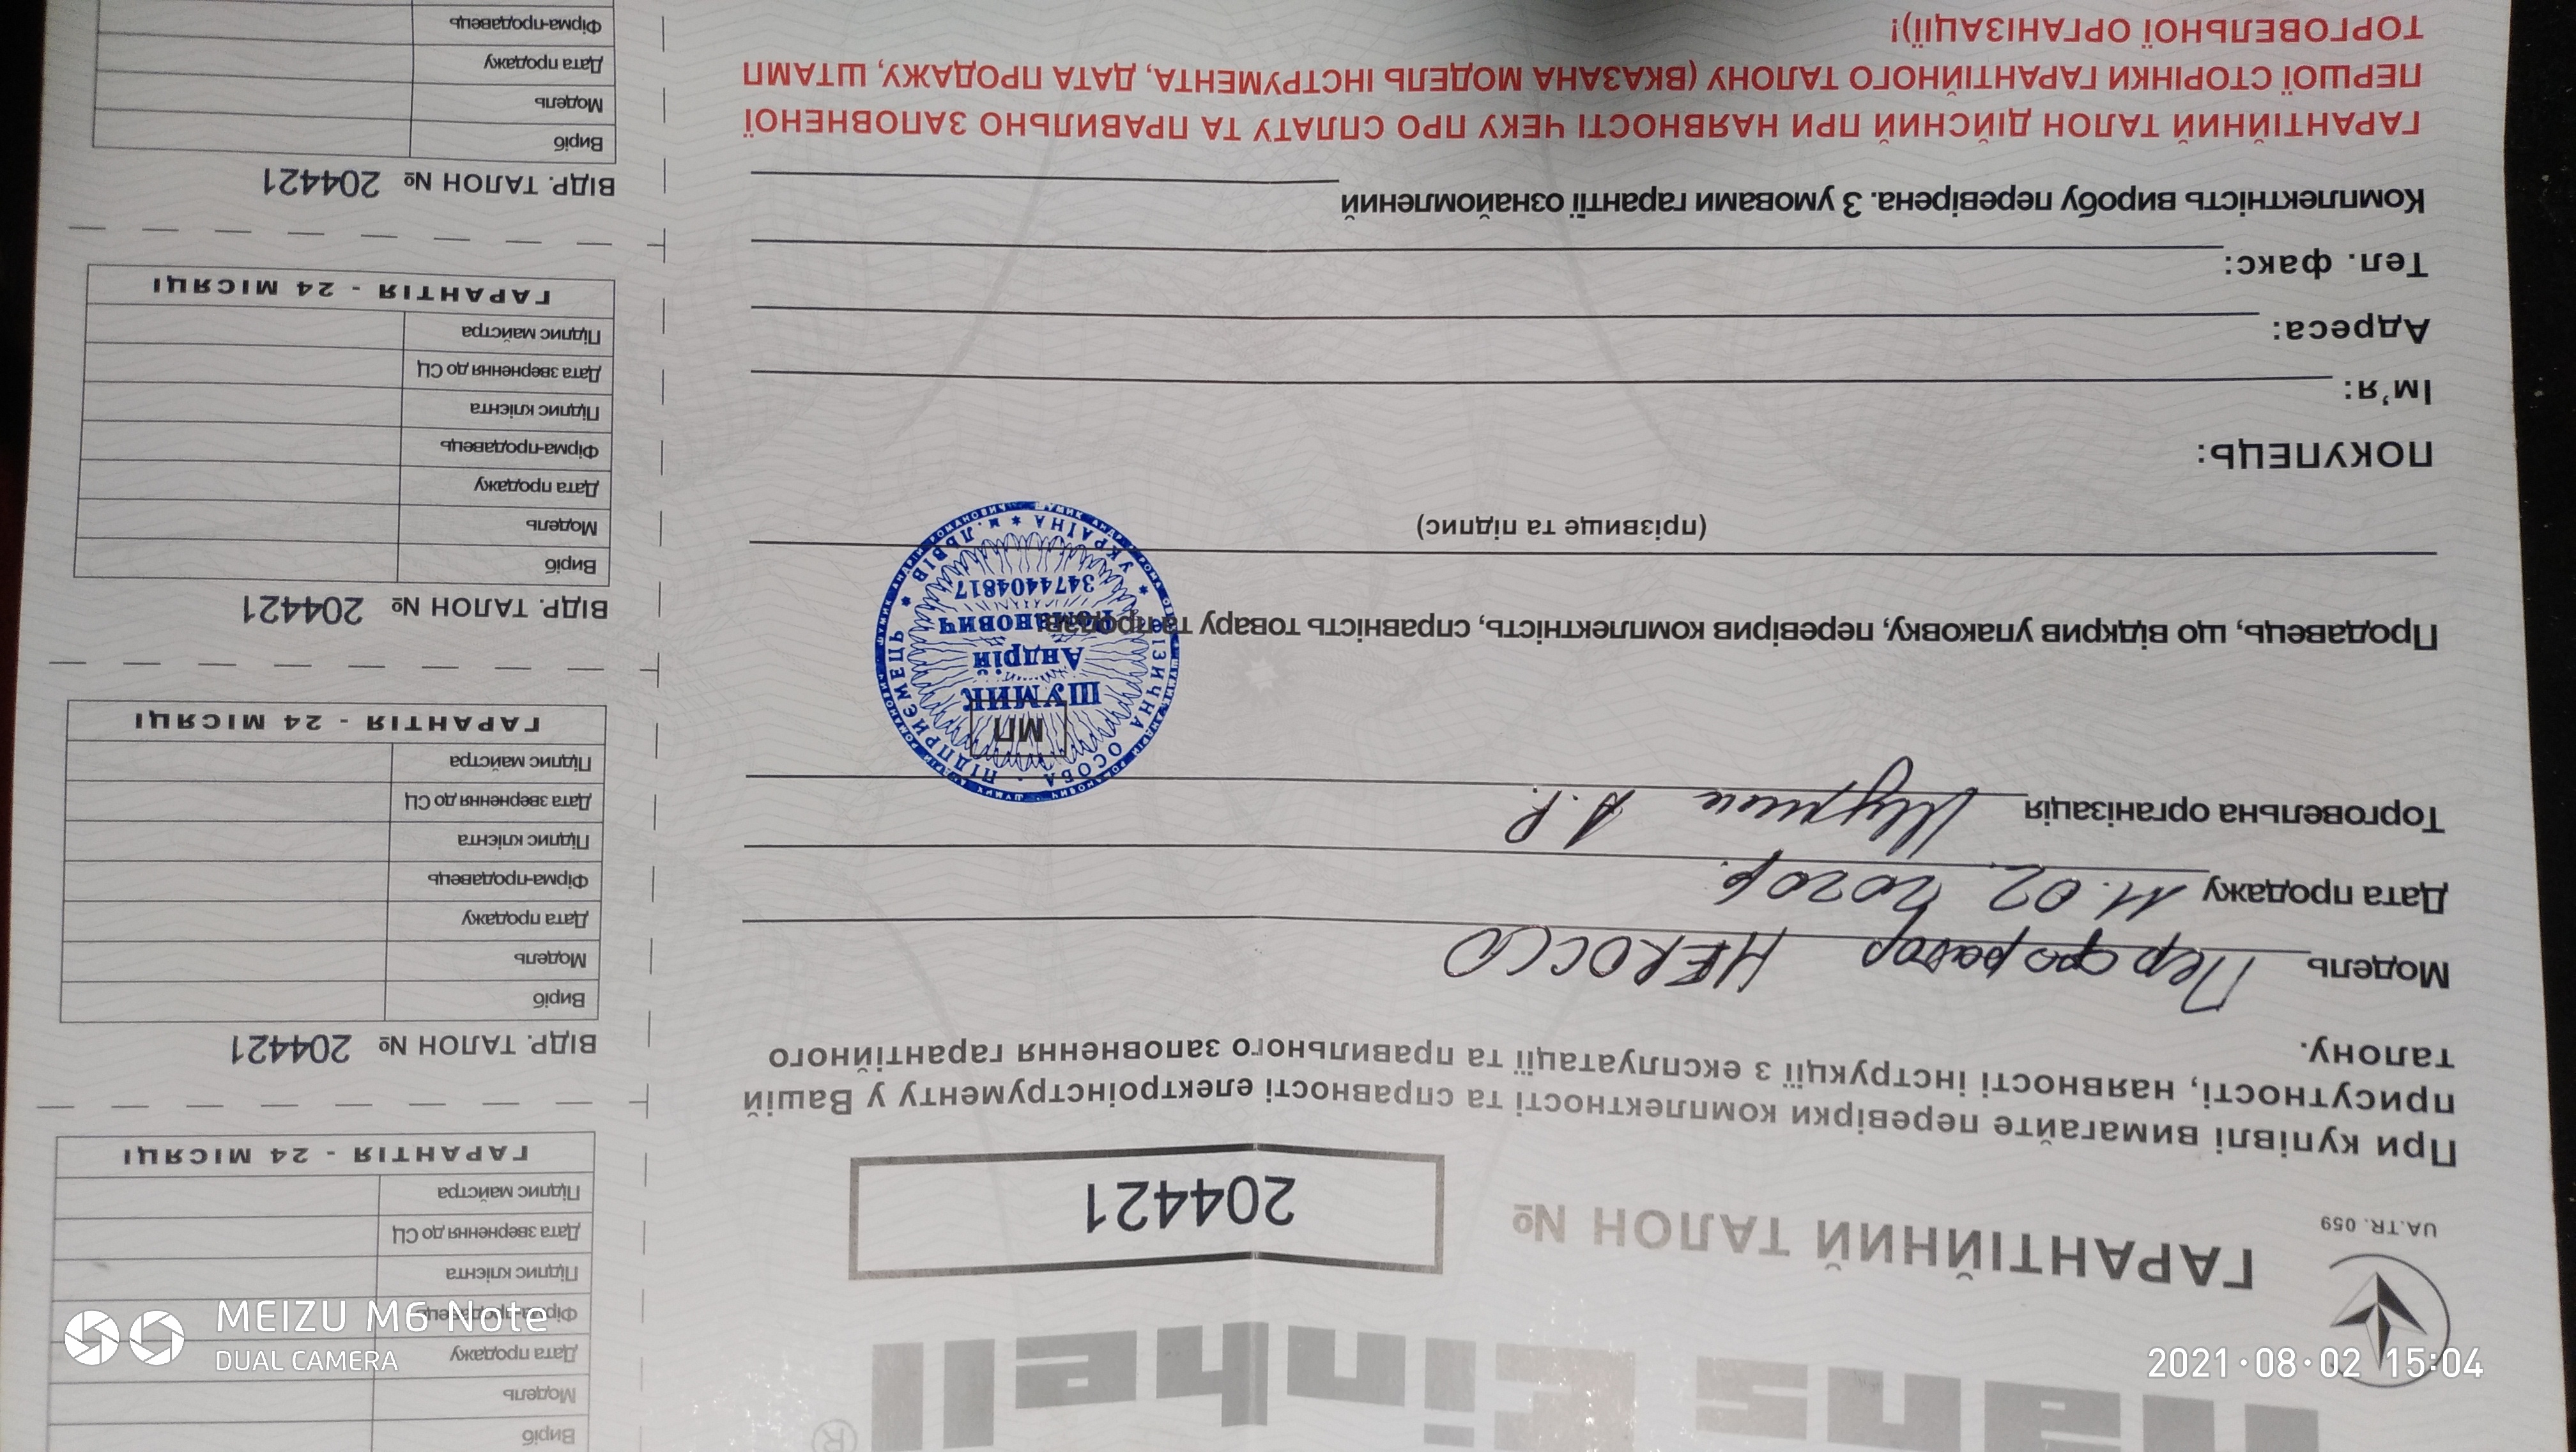 Hans Einhell ®
UA.TR. 059
ГАРАНТІЙНИЙ ТАЛОН № 204421
При купівлі вимагайте перевірки комплектності та справності електроінструменту у Вашій
присутності, наявності інструкції з експлуатації та правильного заповнення гарантійного
талону.
Модель Перфоратор HEROCCO
Дата продажу 11.02.2020р.
Торговельна організація Шумик А.Р.
МП
ФІЗИЧНА ОСОБА · ПІДПРИЄМЕЦЬ
УКРАЇНА * м.ЛЬВІВ *
ШУМИК
Андрій
Романович
3474404817
Продавець, що відкрив упаковку, перевірив комплектність, справність товару та продав
(прізвище та підпис)
ПОКУПЕЦЬ:
Ім'я:
Адреса:
Тел. факс:
Комплектність виробу перевірена. З умовами гарантії ознайомлений
ГАРАНТІЙНИЙ ТАЛОН ДІЙСНИЙ ПРИ НАЯВНОСТІ ЧЕКУ ПРО СПЛАТУ ТА ПРАВИЛЬНО ЗАПОВНЕНОЇ
ПЕРШОЇ СТОРІНКИ ГАРАНТІЙНОГО ТАЛОНУ (ВКАЗАНА МОДЕЛЬ ІНСТРУМЕНТА, ДАТА ПРОДАЖУ, ШТАМП
ТОРГОВЕЛЬНОЇ ОРГАНІЗАЦІЇ)!
Виріб
Модель
Дата продажу
Фірма-продавець
Підпис клієнта
Дата звернення до СЦ
Підпис майстра
ГАРАНТІЯ - 24 МІСЯЦІ
ВІДР. ТАЛОН № 204421
Виріб
Модель
Дата продажу
Фірма-продавець
Підпис клієнта
Дата звернення до СЦ
Підпис майстра
ГАРАНТІЯ - 24 МІСЯЦІ
ВІДР. ТАЛОН № 204421
Виріб
Модель
Дата продажу
Фірма-продавець
Підпис клієнта
Дата звернення до СЦ
Підпис майстра
ГАРАНТІЯ - 24 МІСЯЦІ
ВІДР. ТАЛОН № 204421
Виріб
Модель
Дата продажу
Фірма-продавець
MEIZU M6 Note
DUAL CAMERA
2021·08·02 15:04